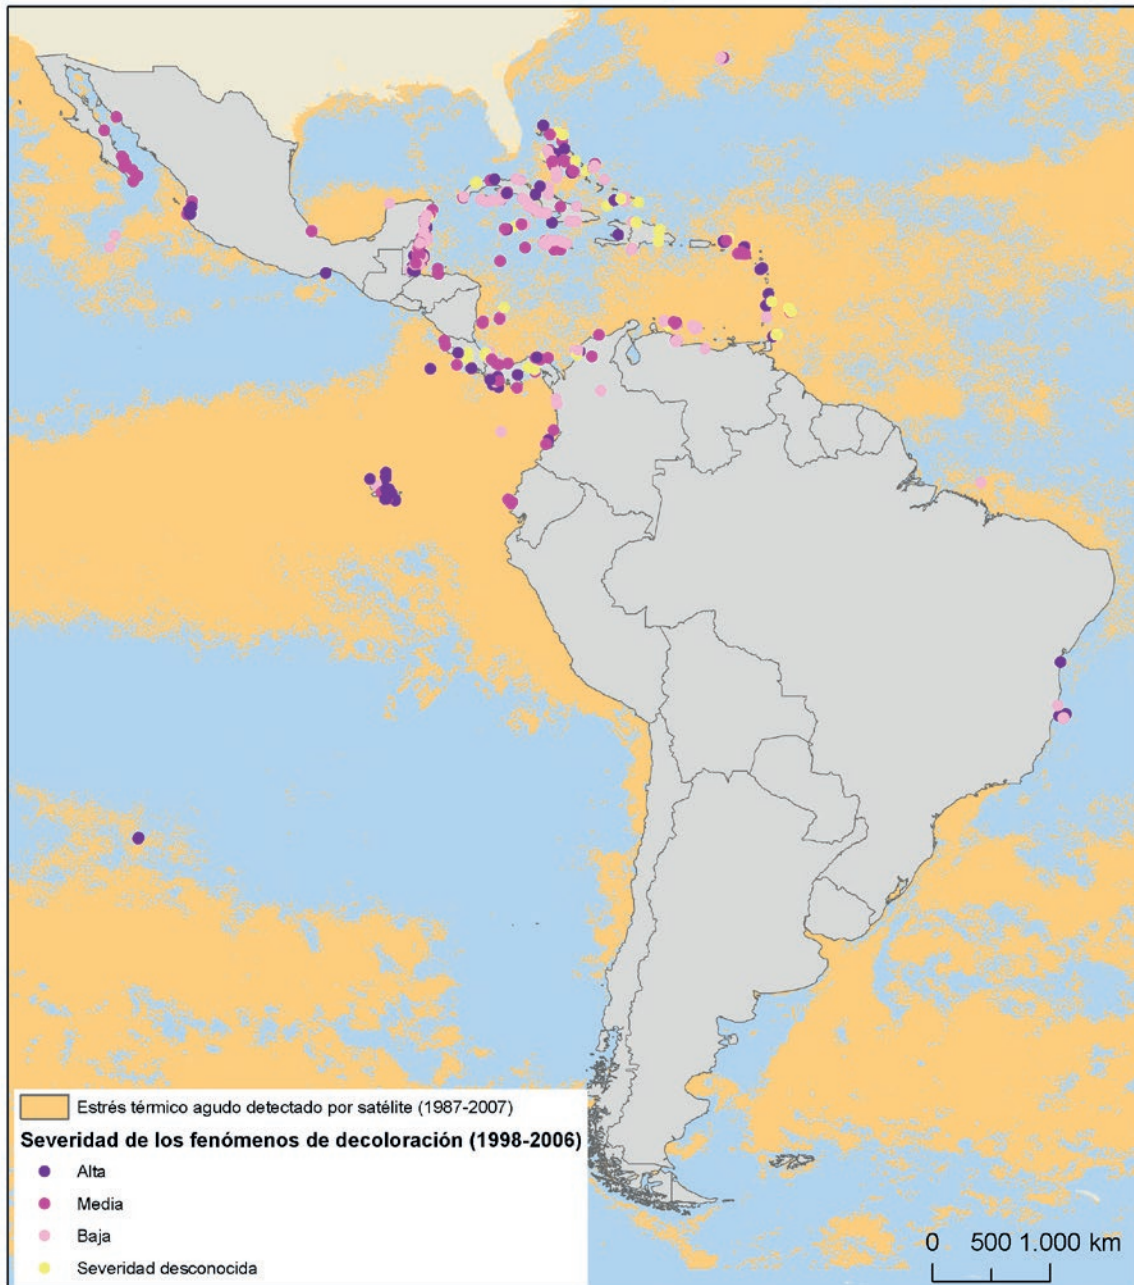 Estrés térmico agudo detectado por satélite (1987-2007)
Severidad de los fenómenos de decoloración (1998-2006)
Alta
Media
Baja
Severidad desconocida
0 500 1.000 km